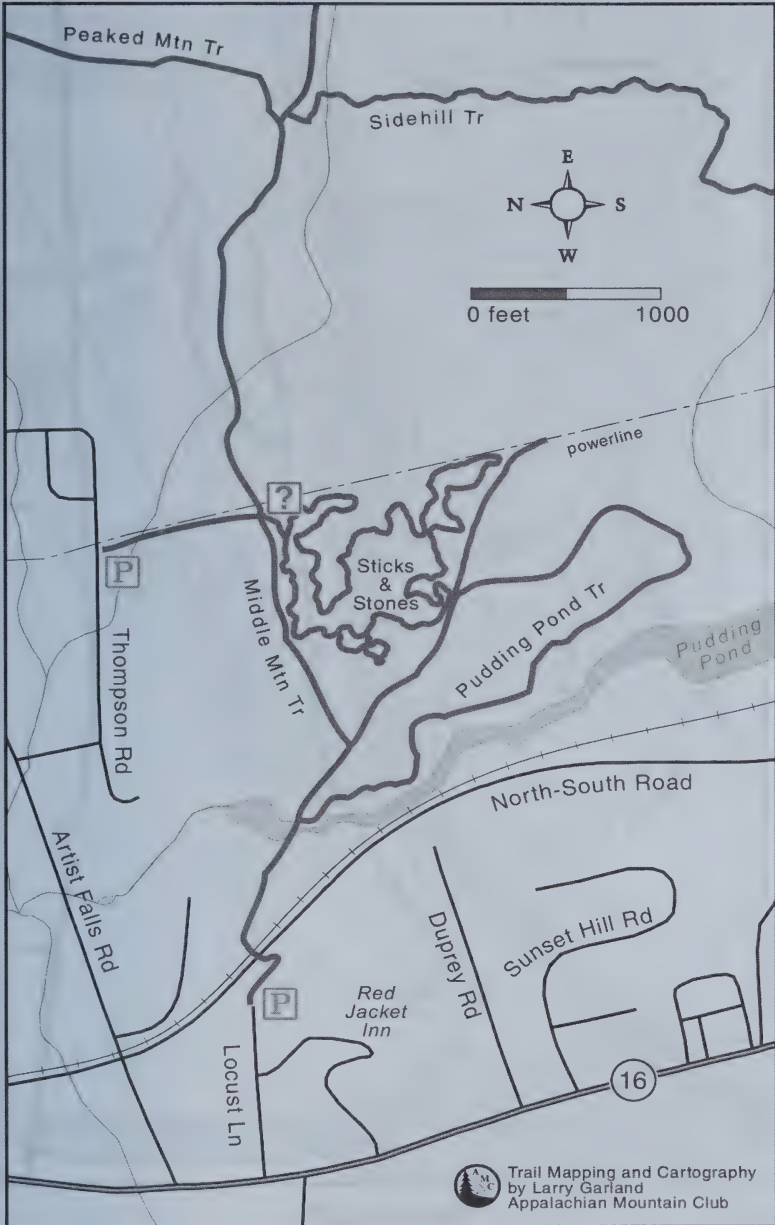 Peaked Mtn Tr
Sidehill Tr
E
N S
W
0 feet 1000
powerline
?
P
Sticks
&
Stones
Middle Mtn Tr
Pudding Pond Tr
Pudding
Pond
Thompson Rd
North-South Road
Artist Falls Rd
Duprey Rd
Sunset Hill Rd
P
Red
Jacket
Inn
Locust Ln
16
AMC
Trail Mapping and Cartography
by Larry Garland
Appalachian Mountain Club